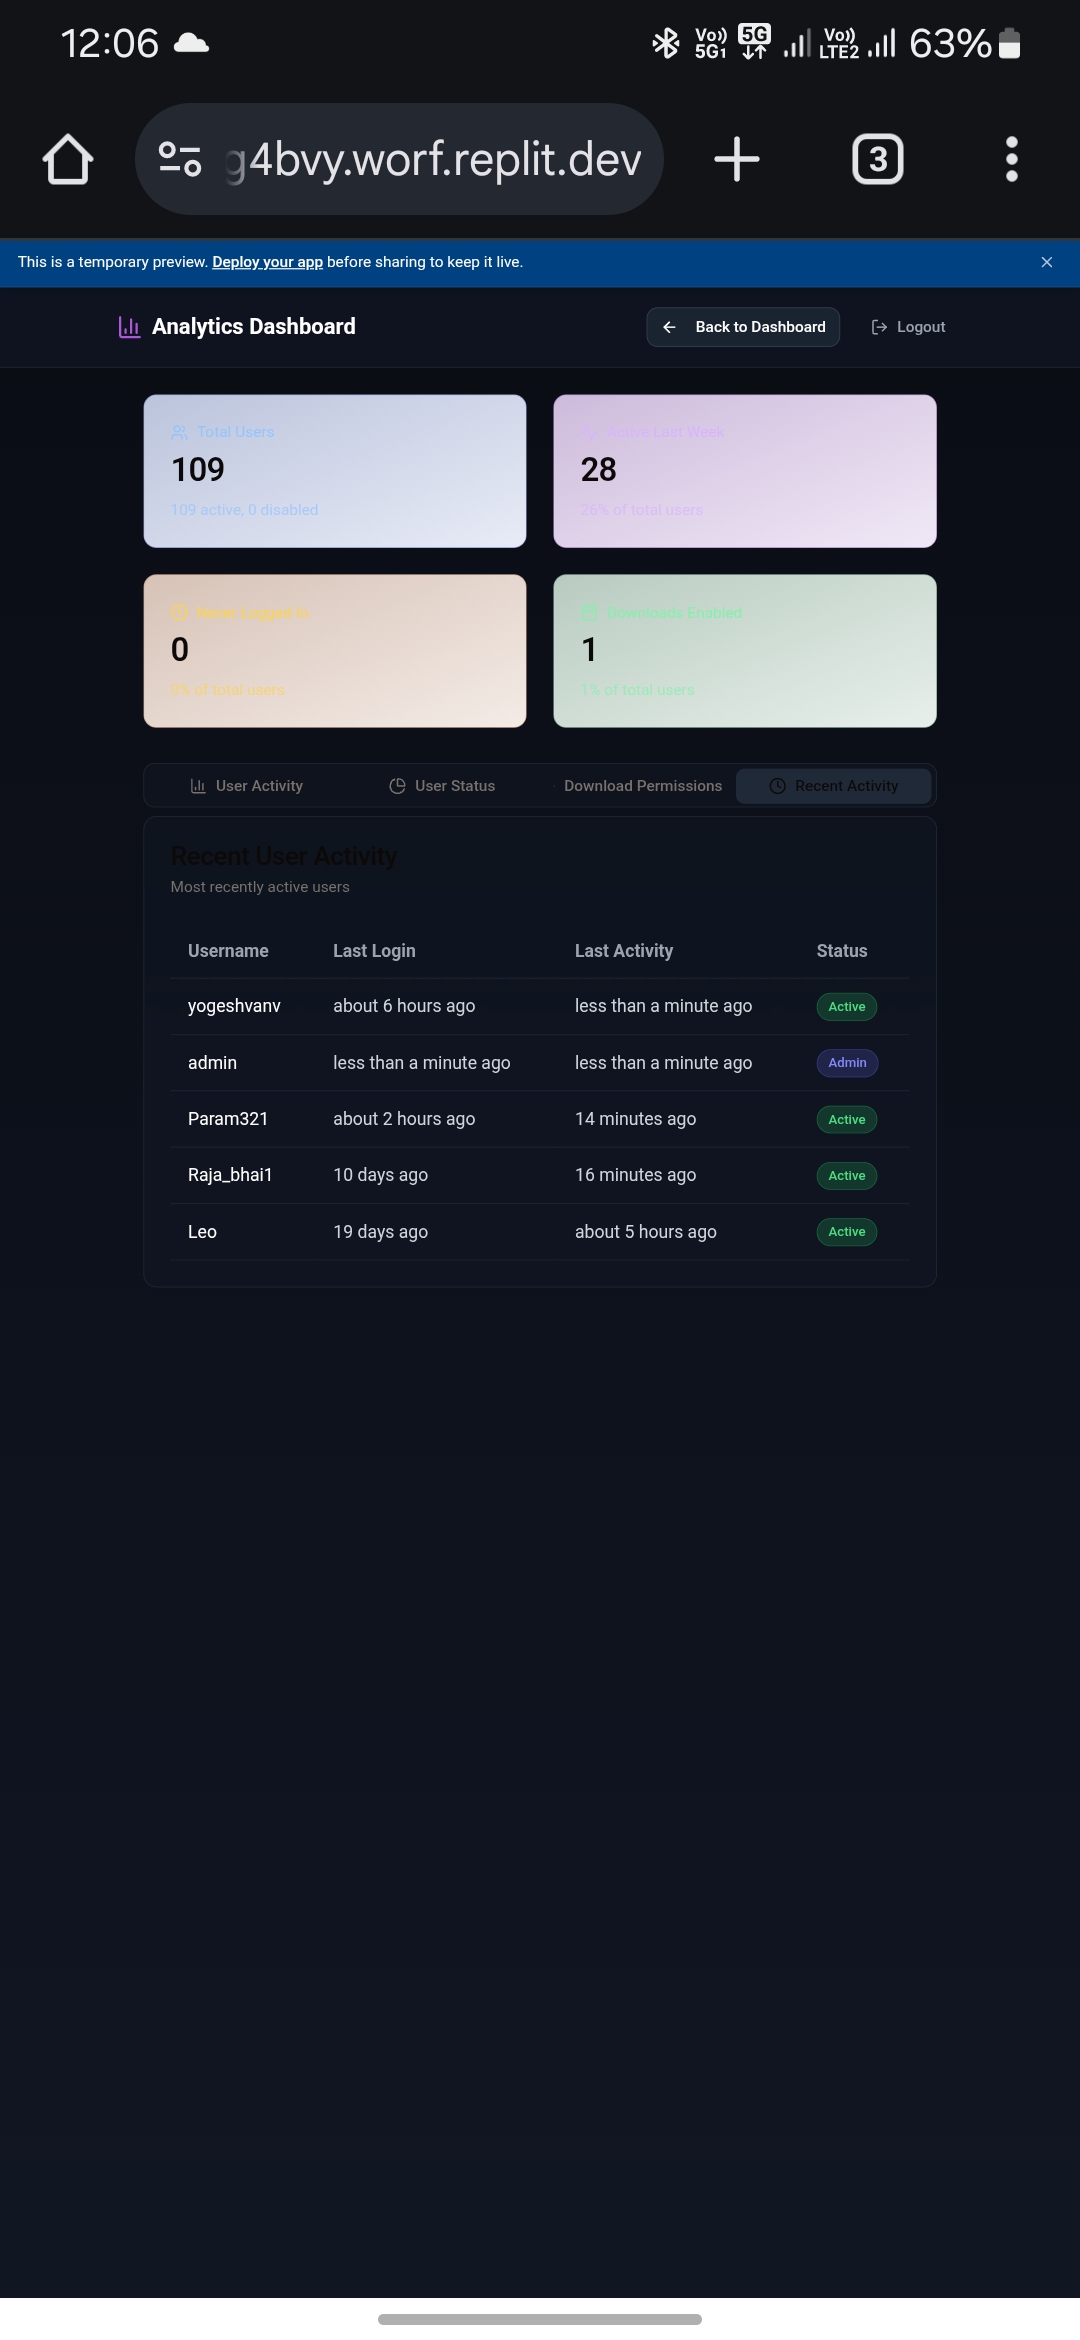 12:06
Vo)) 5G1 5G Vo)) LTE2 63%
g4bvy.worf.replit.dev
3
This is a temporary preview. Deploy your app before sharing to keep it live.
Analytics Dashboard
Back to Dashboard
Logout
Total Users
109
109 active, 0 disabled
Active Last Week
28
26% of total users
Never Logged In
0
0% of total users
Downloads Enabled
1
1% of total users
User Activity
User Status
Download Permissions
Recent Activity
Recent User Activity
Most recently active users
Username Last Login Last Activity Status
yogeshvanv about 6 hours ago less than a minute ago Active
admin less than a minute ago less than a minute ago Admin
Param321 about 2 hours ago 14 minutes ago Active
Raja_bhai1 10 days ago 16 minutes ago Active
Leo 19 days ago about 5 hours ago Active